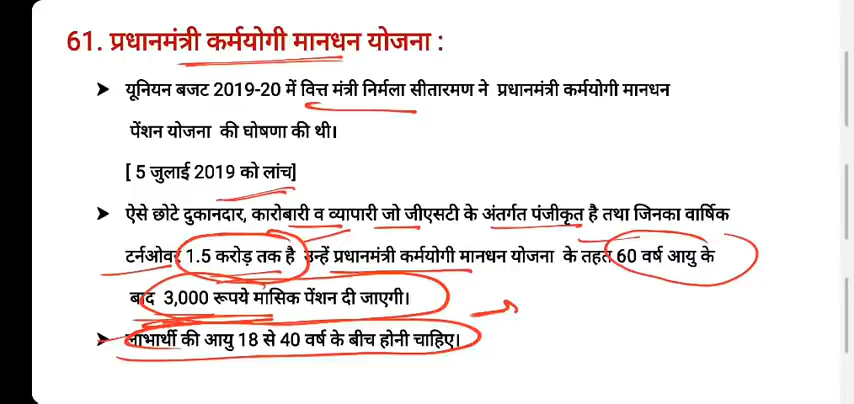 61. प्रधानमंत्री कर्मयोगी मानधन योजना :
➤ यूनियन बजट 2019-20 में वित्त मंत्री निर्मला सीतारमण ने प्रधानमंत्री कर्मयोगी मानधन
पेंशन योजना की घोषणा की थी।
[ 5 जुलाई 2019 को लांच]
➤ ऐसे छोटे दुकानदार, कारोबारी व व्यापारी जो जीएसटी के अंतर्गत पंजीकृत है तथा जिनका वार्षिक
टर्नओवर 1.5 करोड़ तक है उन्हें प्रधानमंत्री कर्मयोगी मानधन योजना के तहत 60 वर्ष आयु के
बाद 3,000 रूपये मासिक पेंशन दी जाएगी।
➤ लाभार्थी की आयु 18 से 40 वर्ष के बीच होनी चाहिए।